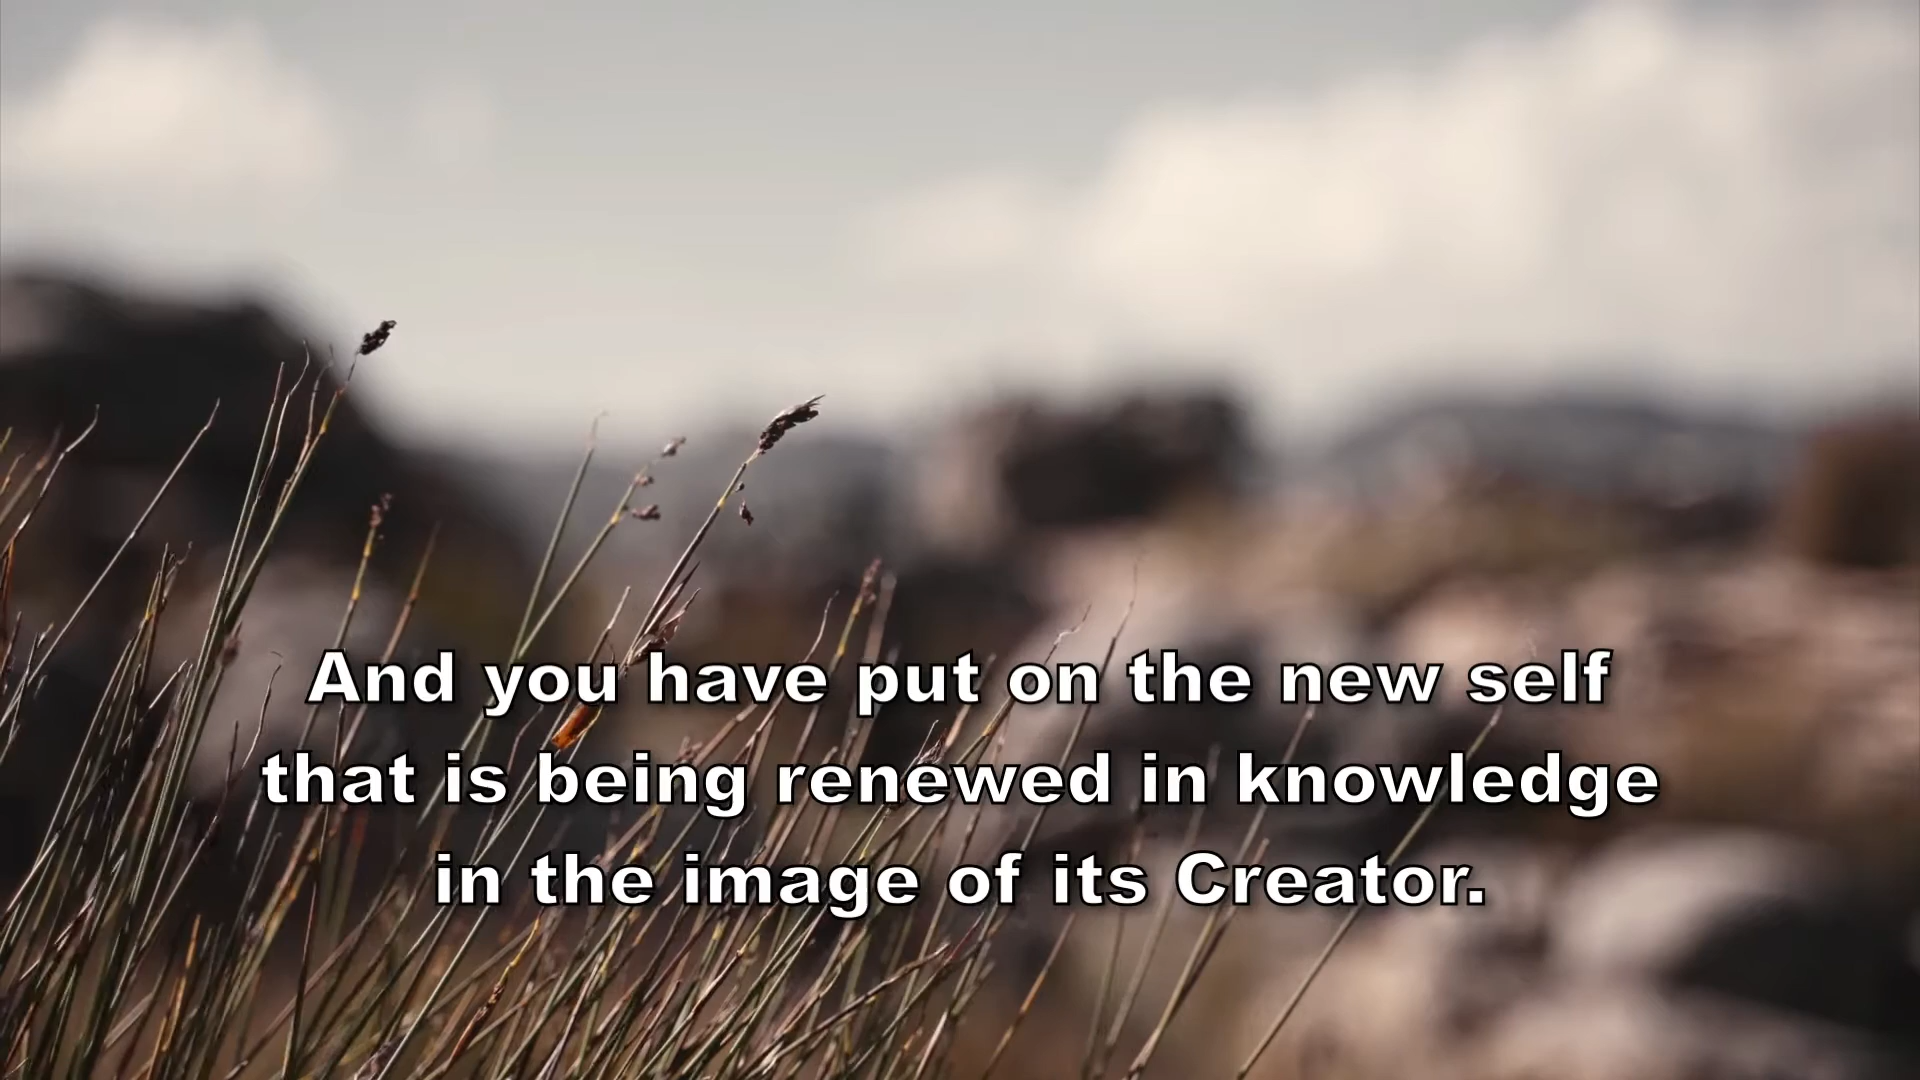 And you have put on the new self
that is being renewed in knowledge
in the image of its Creator.